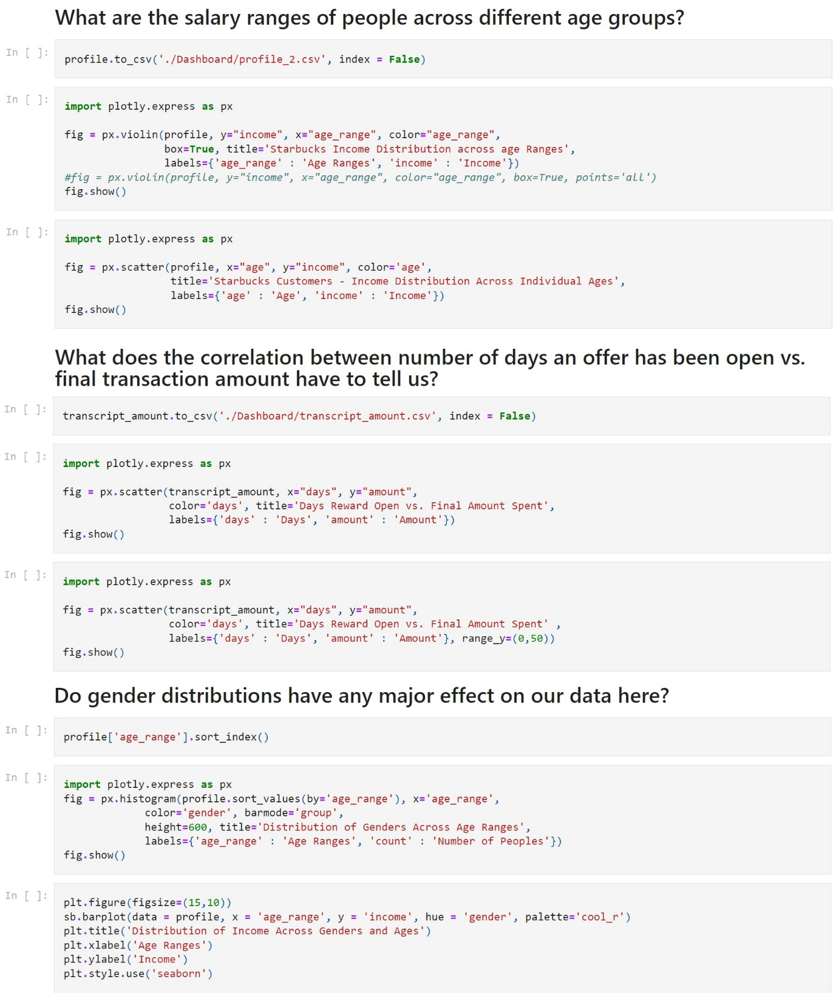 What are the salary ranges of people across different age groups?
In [ ]:
profile.to_csv('./Dashboard/profile_2.csv', index = False)
In [ ]:
import plotly.express as px
fig = px.violin(profile, y="income", x="age_range", color="age_range",
box=True, title='Starbucks Income Distribution across age Ranges',
labels={'age_range' : 'Age Ranges', 'income' : 'Income'})
#fig = px.violin(profile, y="income", x="age_range", color="age_range", box=True, points='all')
fig.show()
In [ ]:
import plotly.express as px
fig = px.scatter(profile, x="age", y="income", color='age',
title='Starbucks Customers - Income Distribution Across Individual Ages',
labels={'age' : 'Age', 'income' : 'Income'})
fig.show()
What does the correlation between number of days an offer has been open vs.
final transaction amount have to tell us?
In [ ]:
transcript_amount.to_csv('./Dashboard/transcript_amount.csv', index = False)
In [ ]:
import plotly.express as px
fig = px.scatter(transcript_amount, x="days", y="amount",
color='days', title='Days Reward Open vs. Final Amount Spent',
labels={'days' : 'Days', 'amount' : 'Amount'})
fig.show()
In [ ]:
import plotly.express as px
fig = px.scatter(transcript_amount, x="days", y="amount",
color='days', title='Days Reward Open vs. Final Amount Spent' ,
labels={'days' : 'Days', 'amount' : 'Amount'}, range_y=(0,50))
fig.show()
Do gender distributions have any major effect on our data here?
In [ ]:
profile['age_range'].sort_index()
In [ ]:
import plotly.express as px
fig = px.histogram(profile.sort_values(by='age_range'), x='age_range',
color='gender', barmode='group',
height=600, title='Distribution of Genders Across Age Ranges',
labels={'age_range' : 'Age Ranges', 'count' : 'Number of Peoples'})
fig.show()
In [ ]:
plt.figure(figsize=(15,10))
sb.barplot(data = profile, x = 'age_range', y = 'income', hue = 'gender', palette='cool_r')
plt.title('Distribution of Income Across Genders and Ages')
plt.xlabel('Age Ranges')
plt.ylabel('Income')
plt.style.use('seaborn')